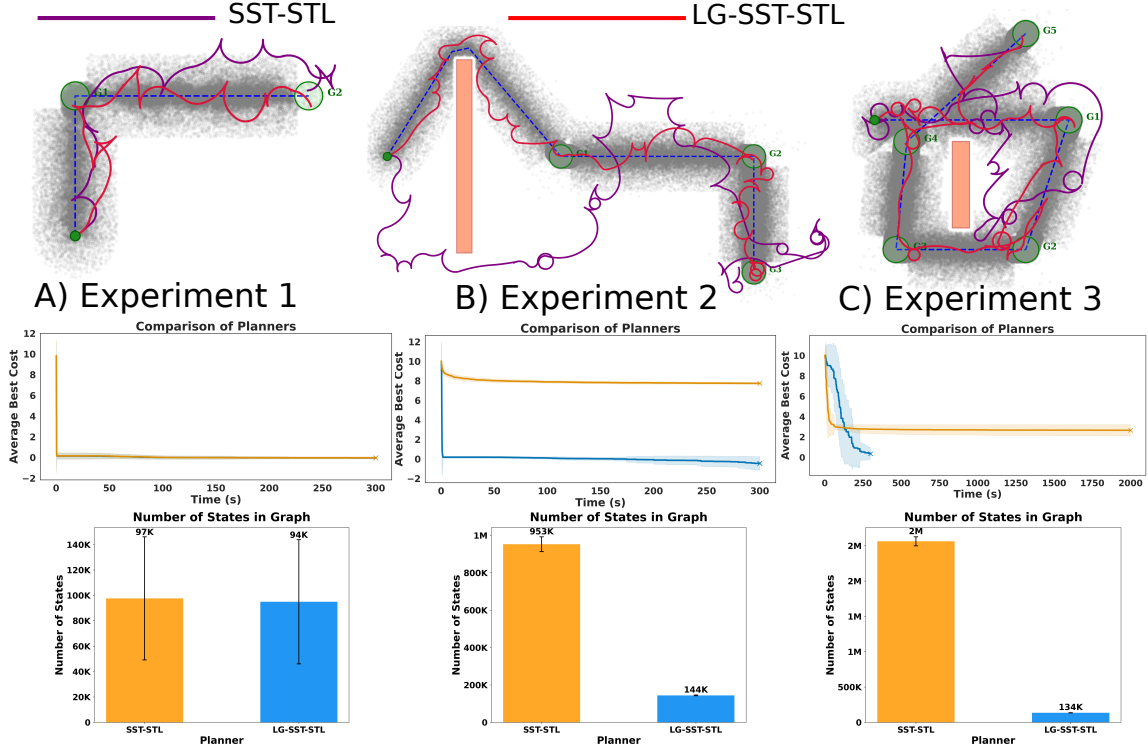 SST-STL
LG-SST-STL
G1
G2
G1
G2
G3
G5
G1
G4
G3
G2
A) Experiment 1
B) Experiment 2
C) Experiment 3
Comparison of Planners
Average Best Cost
12
10
8
6
4
2
0
−2
0
50
100
150
200
250
300
Time (s)
Comparison of Planners
Average Best Cost
12
10
8
6
4
2
0
−2
0
50
100
150
200
250
300
Time (s)
Comparison of Planners
Average Best Cost
10
8
6
4
2
0
0
250
500
750
1000
1250
1500
1750
2000
Time (s)
Number of States in Graph
Number of States
140K
120K
100K
80K
60K
40K
20K
0
97K
94K
SST-STL
LG-SST-STL
Planner
Number of States in Graph
Number of States
1M
800K
600K
400K
200K
0
953K
144K
SST-STL
LG-SST-STL
Planner
Number of States in Graph
Number of States
2M
2M
1M
1M
500K
0
2M
134K
SST-STL
LG-SST-STL
Planner